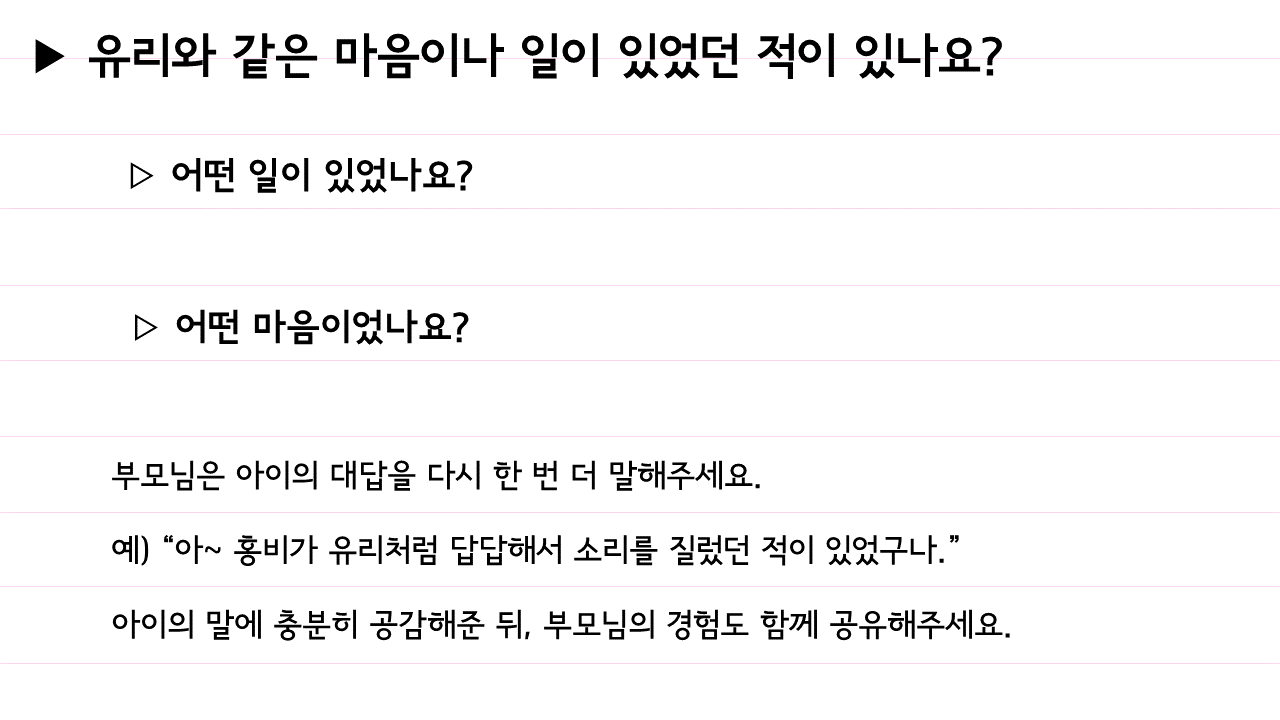 ▶ 유리와 같은 마음이나 일이 있었던 적이 있나요?
▷ 어떤 일이 있었나요?
▷ 어떤 마음이었나요?
부모님은 아이의 대답을 다시 한 번 더 말해주세요.
예) “아~ 홍비가 유리처럼 답답해서 소리를 질렀던 적이 있었구나.”
아이의 말에 충분히 공감해준 뒤, 부모님의 경험도 함께 공유해주세요.